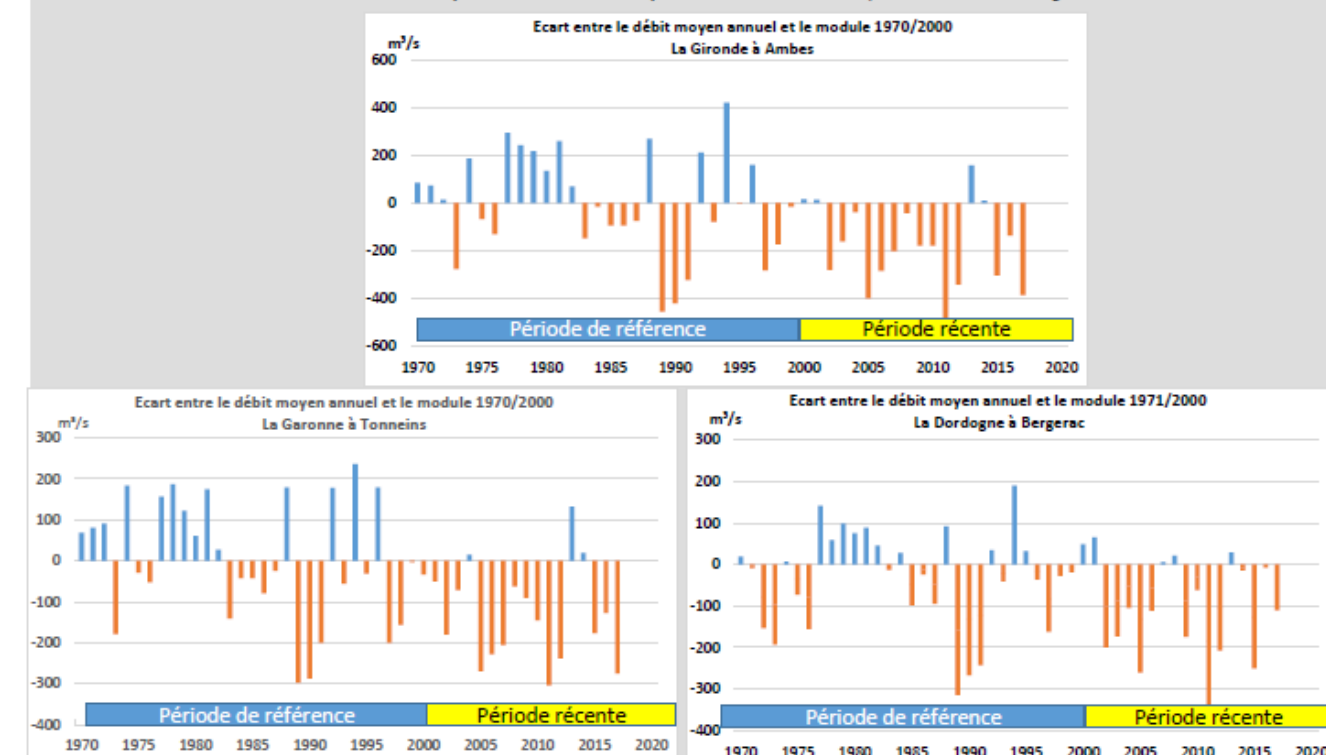 Ecart entre le débit moyen annuel et le module 1970/2000
La Gironde à Ambes
m³/s
600
400
200
0
-200
-400
-600
Période de référence
Période récente
1970 1975 1980 1985 1990 1995 2000 2005 2010 2015 2020
Ecart entre le débit moyen annuel et le module 1970/2000
La Garonne à Tonneins
m³/s
300
200
100
0
-100
-200
-300
-400
Période de référence
Période récente
1970 1975 1980 1985 1990 1995 2000 2005 2010 2015 2020
Ecart entre le débit moyen annuel et le module 1971/2000
La Dordogne à Bergerac
m³/s
300
200
100
0
-100
-200
-300
-400
Période de référence
Période récente
1970 1975 1980 1985 1990 1995 2000 2005 2010 2015 2020